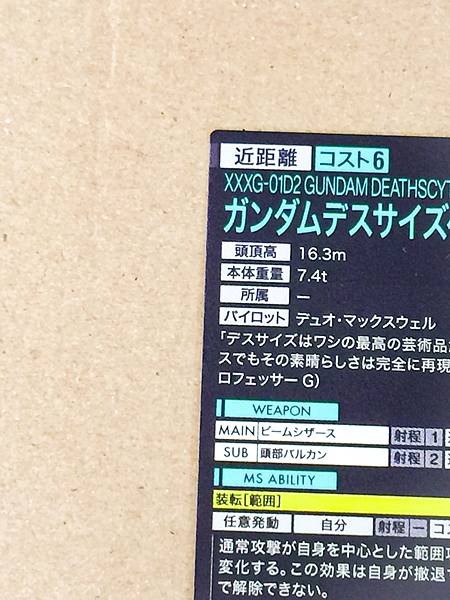 近距離 コスト6
XXXG-01D2 GUNDAM DEATHSCYT
ガンダムデスサイズ
頭頂高 16.3m
本体重量 7.4t
所属 ー
パイロット デュオ・マックスウェル
「デスサイズはワシの最高の芸術品
スでもその素晴らしさは完全に再現
ロフェッサーG)
WEAPON
MAIN ビームシザース 射程 1
SUB 頭部バルカン 射程 2
MS ABILITY
装転[範囲]
任意発動 自分 射程 ー コ
通常攻撃が自身を中心とした範囲
変化する。この効果は自身が撤退
で解除できない。